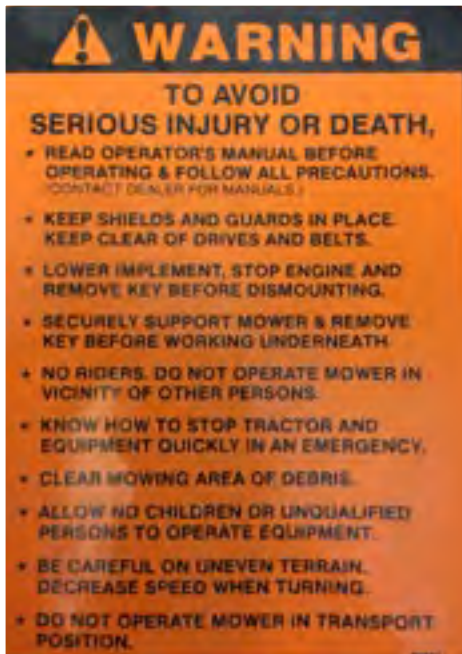 WARNING
TO AVOID
SERIOUS INJURY OR DEATH,
* READ OPERATOR'S MANUAL BEFORE
OPERATING & FOLLOW ALL PRECAUTIONS.
(CONTACT DEALER FOR MANUALS.)
* KEEP SHIELDS AND GUARDS IN PLACE.
KEEP CLEAR OF DRIVES AND BELTS.
* LOWER IMPLEMENT, STOP ENGINE AND
REMOVE KEY BEFORE DISMOUNTING.
* SECURELY SUPPORT MOWER & REMOVE
KEY BEFORE WORKING UNDERNEATH.
* NO RIDERS. DO NOT OPERATE MOWER IN
VICINITY OF OTHER PERSONS.
* KNOW HOW TO STOP TRACTOR AND
EQUIPMENT QUICKLY IN AN EMERGENCY.
* CLEAR MOWING AREA OF DEBRIS.
* ALLOW NO CHILDREN OR UNQUALIFIED
PERSONS TO OPERATE EQUIPMENT.
* BE CAREFUL ON UNEVEN TERRAIN.
DECREASE SPEED WHEN TURNING.
* DO NOT OPERATE MOWER IN TRANSPORT
POSITION.